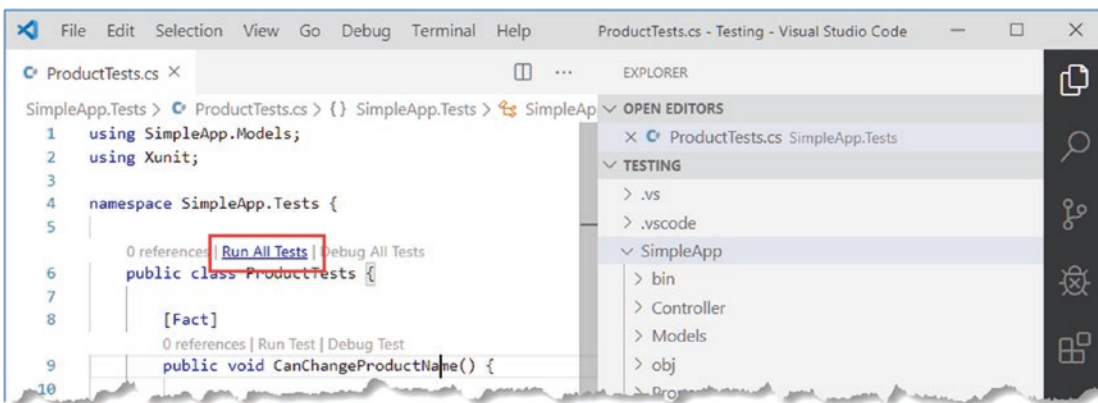 File Edit Selection View Go Debug Terminal Help ProductTests.cs - Testing - Visual Studio Code
ProductTests.cs
SimpleApp.Tests > ProductTests.cs > {} SimpleApp.Tests > SimpleAp
1 using SimpleApp.Models;
2 using Xunit;
3
4 namespace SimpleApp.Tests {
5
0 references | Run All Tests | Debug All Tests
6 public class ProductTests {
7
8 [Fact]
0 references | Run Test | Debug Test
9 public void CanChangeProductName() {
10
EXPLORER
OPEN EDITORS
ProductTests.cs SimpleApp.Tests
TESTING
> .vs
> .vscode
SimpleApp
> bin
> Controller
> Models
> obj